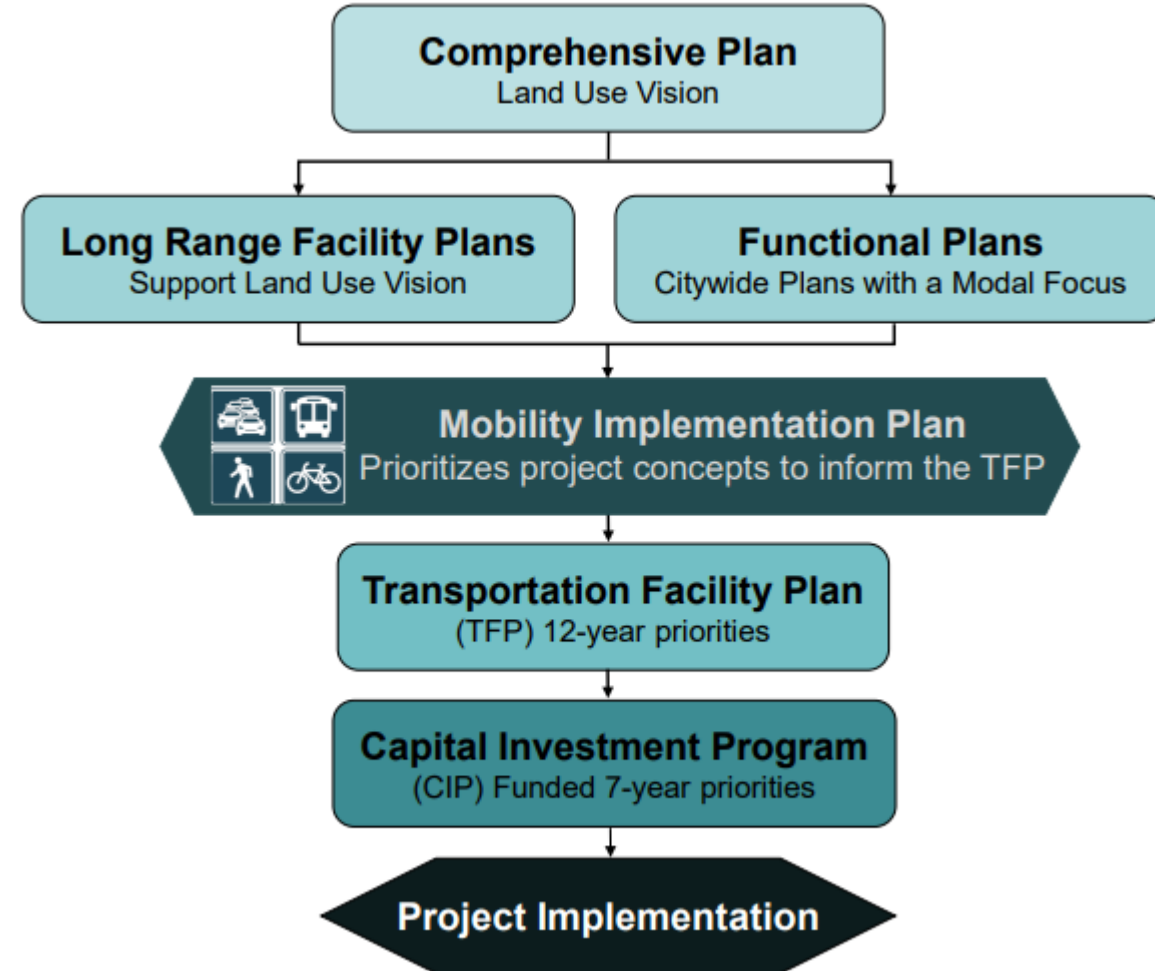 Comprehensive Plan
Land Use Vision
Long Range Facility Plans
Support Land Use Vision
Functional Plans
Citywide Plans with a Modal Focus
Mobility Implementation Plan
Prioritizes project concepts to inform the TFP
Transportation Facility Plan
(TFP) 12-year priorities
Capital Investment Program
(CIP) Funded 7-year priorities
Project Implementation